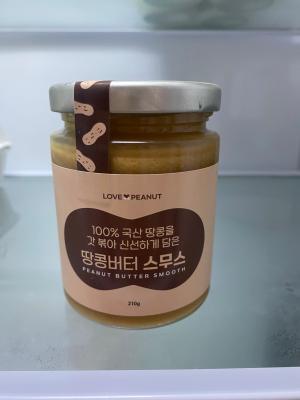 LOVE♥PEANUT
100% 국산 땅콩을
갓 볶아 신선하게 담은
땅콩버터 스무스
PEANUT BUTTER SMOOTH
210g